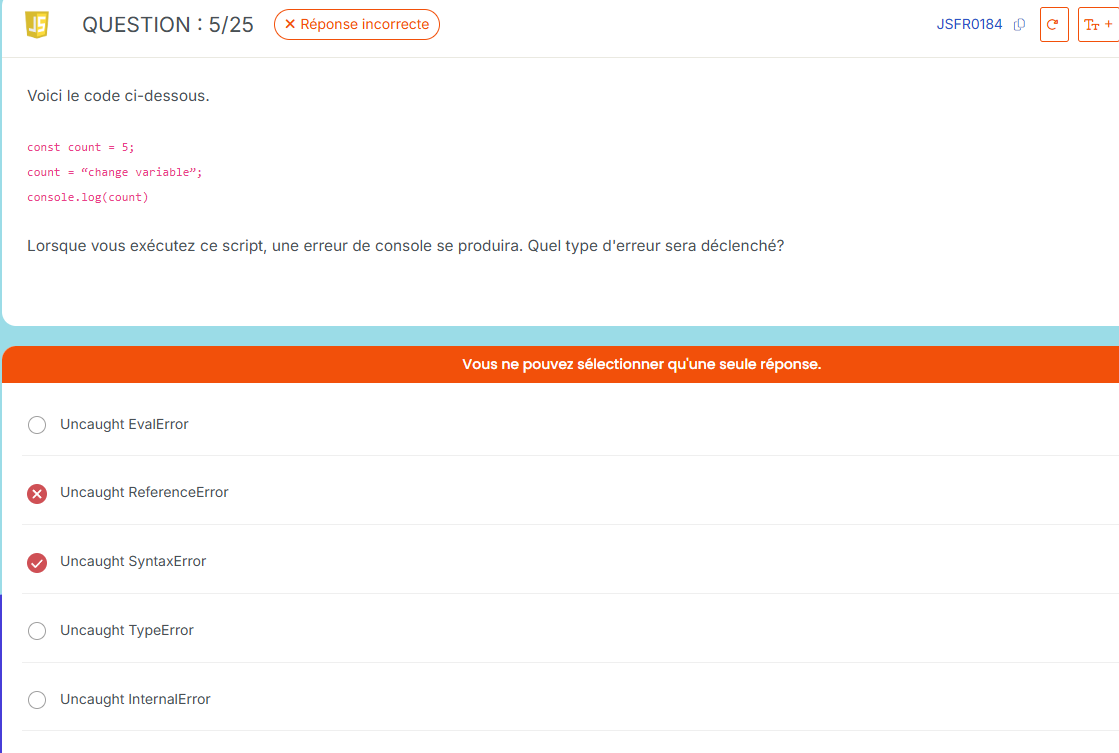 JS
QUESTION : 5/25
× Réponse incorrecte
JSFR0184
TT +
Voici le code ci-dessous.
const count = 5;
count = “change variable”;
console.log(count)
Lorsque vous exécutez ce script, une erreur de console se produira. Quel type d'erreur sera déclenché?
Vous ne pouvez sélectionner qu'une seule réponse.
Uncaught EvalError
Uncaught ReferenceError
Uncaught SyntaxError
Uncaught TypeError
Uncaught InternalError